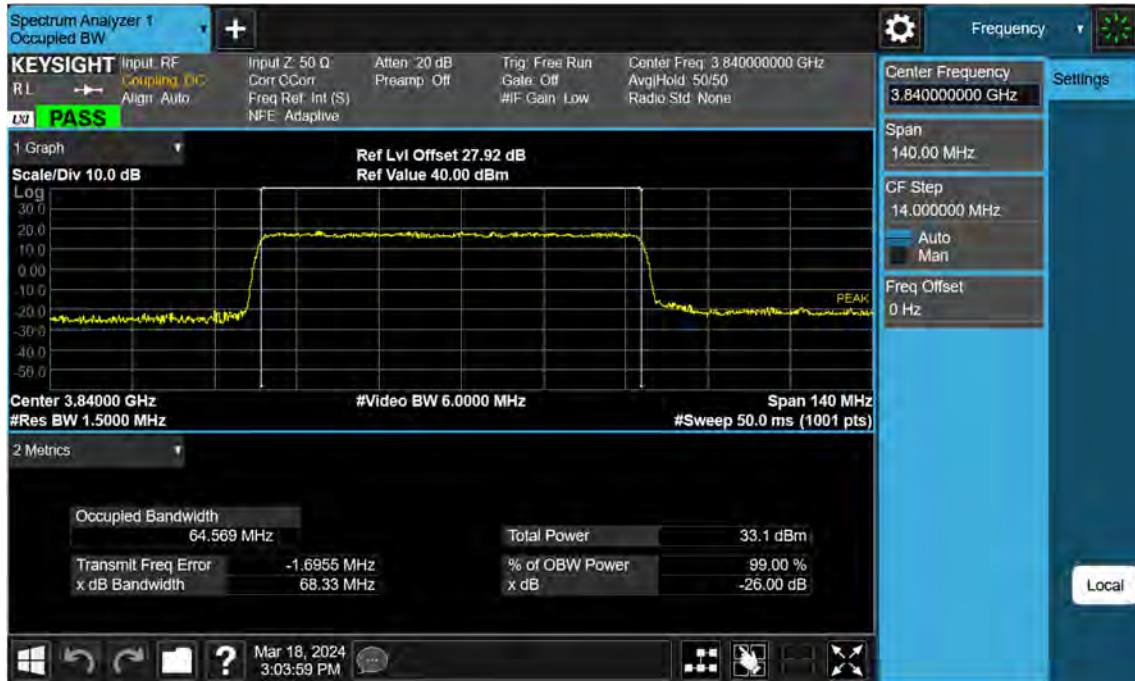 Spectrum Analyzer 1
Occupied BW
+
Frequency
KEYSIGHT
R L
LXI PASS
Input: RF
Coupling: DC
Align: Auto
Input Z: 50 Ω
Corr CCorr
Freq Ref: Int (S)
NFE: Adaptive
Atten: 20 dB
Preamp: Off
Trig: Free Run
Gate: Off
#IF Gain: Low
Center Freq: 3.840000000 GHz
Avg|Hold: 50/50
Radio Std: None
Center Frequency
3.840000000 GHz
Settings
Span
140.00 MHz
CF Step
14.000000 MHz
Auto
Man
Freq Offset
0 Hz
Local
1 Graph
Scale/Div 10.0 dB
Ref Lvl Offset 27.92 dB
Ref Value 40.00 dBm
Log
30.0
20.0
10.0
0.00
-10.0
-20.0
-30.0
-40.0
-50.0
PEAK
Center 3.84000 GHz
#Video BW 6.0000 MHz
Span 140 MHz
#Res BW 1.5000 MHz
#Sweep 50.0 ms (1001 pts)
2 Metrics
Occupied Bandwidth
64.569 MHz
Total Power 33.1 dBm
Transmit Freq Error -1.6955 MHz
% of OBW Power 99.00 %
x dB Bandwidth 68.33 MHz
x dB -26.00 dB
?
Mar 18, 2024
3:03:59 PM